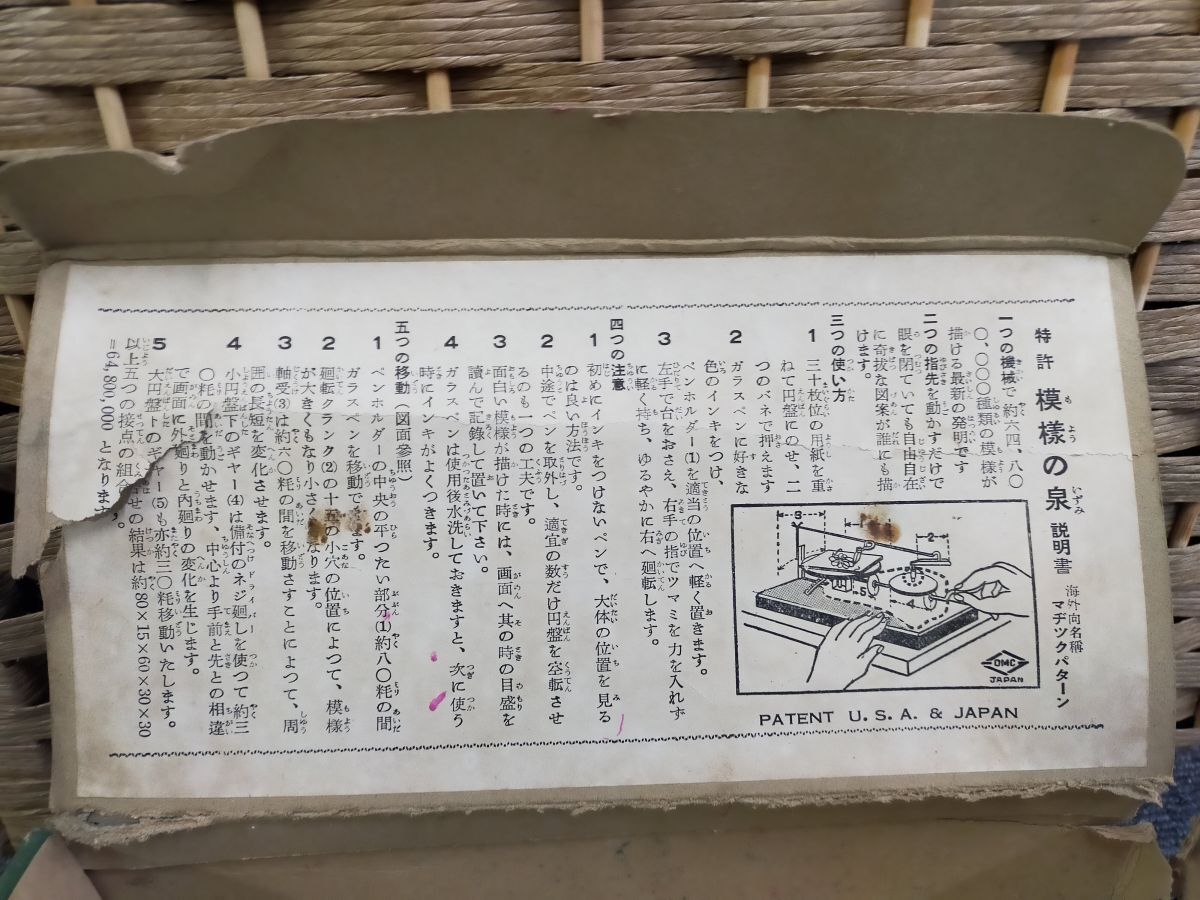 特許 模様の泉 説明書
海外向名稱
マヂツクパターン
一つの機械で約六四、八〇
〇、〇〇〇種類の模様が
描ける最新の発明です
二つの指先を動かすだけで
眼を閉ていても自由自在
に奇抜な図案が誰にも描
けます。
三つの使い方
1 三十枚位の用紙を重
ねて円盤にのせ、二
つのバネで押えます
2 ガラスペンに好きな
色のインキをつけ、
ペンホルダー(1)を適当の位置へ軽く置きます。
3 左手で台をおさえ、右手の指でツマミを力を入れず
に軽く持ち、ゆるやかに右へ廻転します。
四つの注意
1 初めにインキをつけないペンで、大体の位置を見る
のは良い方法です。
2 中途でペンを取外し、適宜の数だけ円盤を空転させ
るのも一つの工夫です。
3 面白い模様が描けた時には、画面へ其の時の目盛を
読んで記録して置いて下さい。
4 ガラスペンは使用後水洗しておきますと、次に使う
時にインキがよくつきます。
五つの移動(図面參照)
1 ペンホルダーの中央の平つたい部分(1)約八〇粍の間
ガラスペンを移動できます。
2 廻転クランク(2)の十五の小穴の位置によつて、模様
が大きくもなり小さくもなります。
3 軸受(3)は約六〇粍の間を移動さすことによつて、周
囲の長短を変化させます。
4 小円盤下のギヤー(4)は備付のネジ廻しを使つて約三
〇粍の間を動かせます、中心より手前と先との相違
で画面に外廻りと内廻りの変化を生じます。
5 大円盤下のギヤー(5)も亦約三〇粍移動いたします。
以上五つの接点の組合せの結果は約80×15×60×30×30
=64,800,000となります。
3
1
2
5
OMC
JAPAN
PATENT U.S.A. & JAPAN